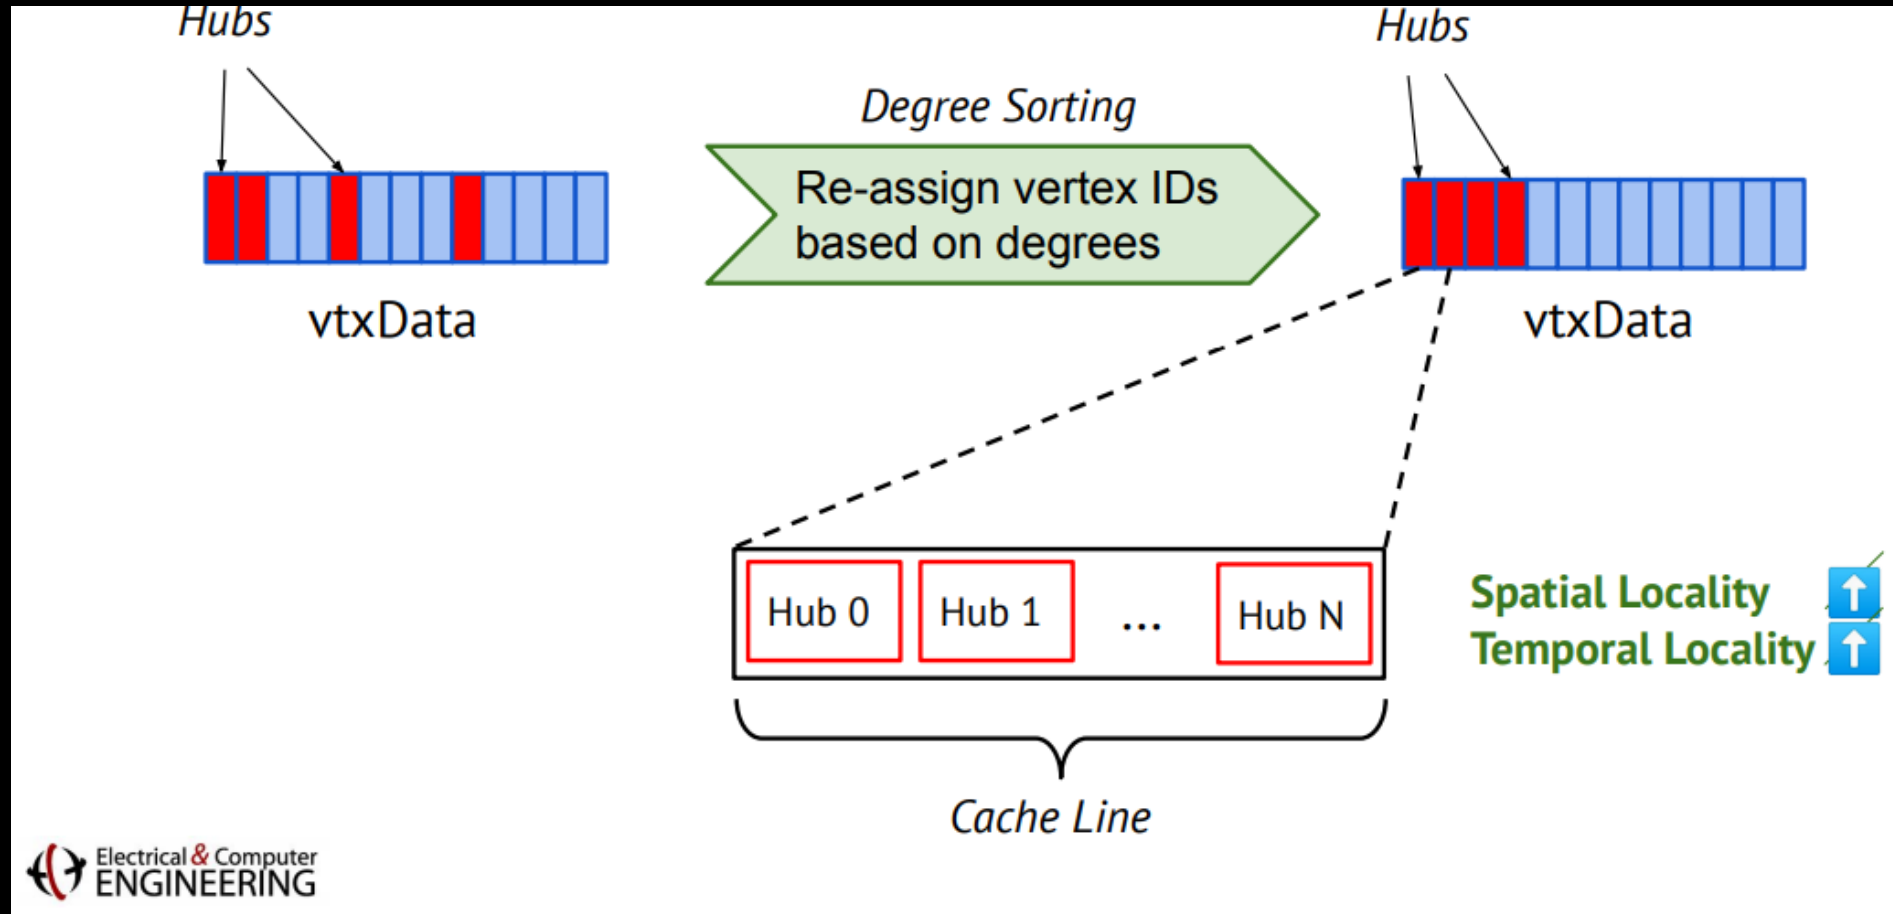 Hubs
Hubs
Degree Sorting
Re-assign vertex IDs
based on degrees
vtxData
vtxData
Hub 0
Hub 1
...
Hub N
Spatial Locality
Temporal Locality
Cache Line
Electrical & Computer
ENGINEERING